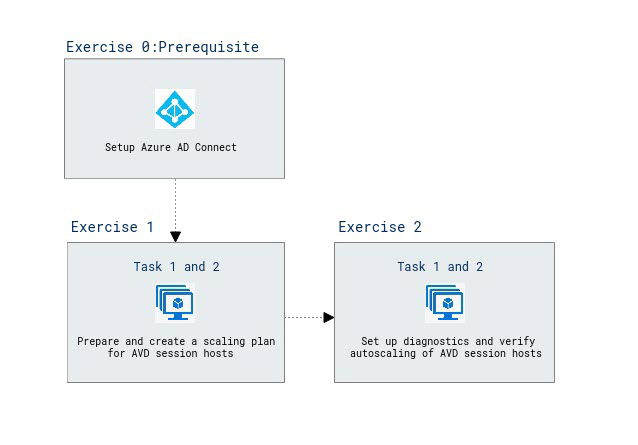 Exercise 0:Prerequisite
Setup Azure AD Connect
Exercise 1
Task 1 and 2
Prepare and create a scaling plan
for AVD session hosts
Exercise 2
Task 1 and 2
Set up diagnostics and verify
autoscaling of AVD session hosts